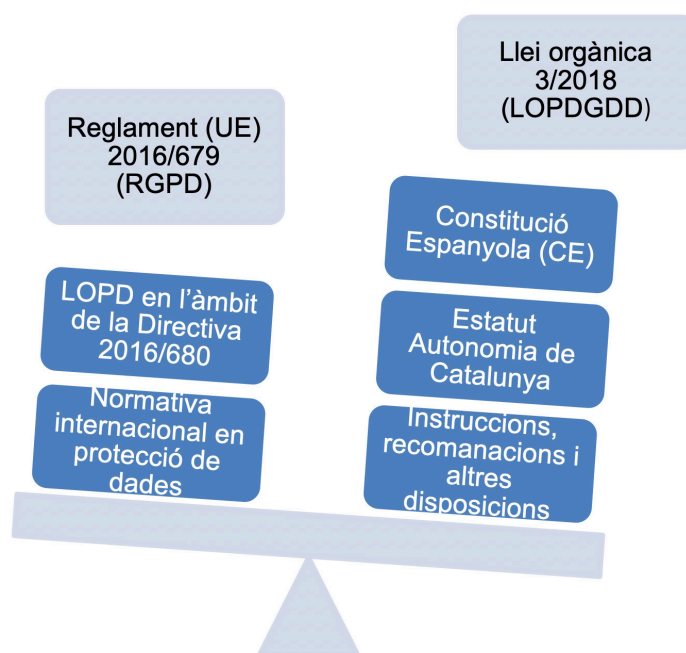 Reglament (UE)
2016/679
(RGPD)
LOPD en l’àmbit
de la Directiva
2016/680
Normativa
internacional en
protecció de
dades
Llei orgànica
3/2018
(LOPDGDD)
Constitució
Espanyola (CE)
Estatut
Autonomia de
Catalunya
Instruccions,
recomanacions i
altres
disposicions